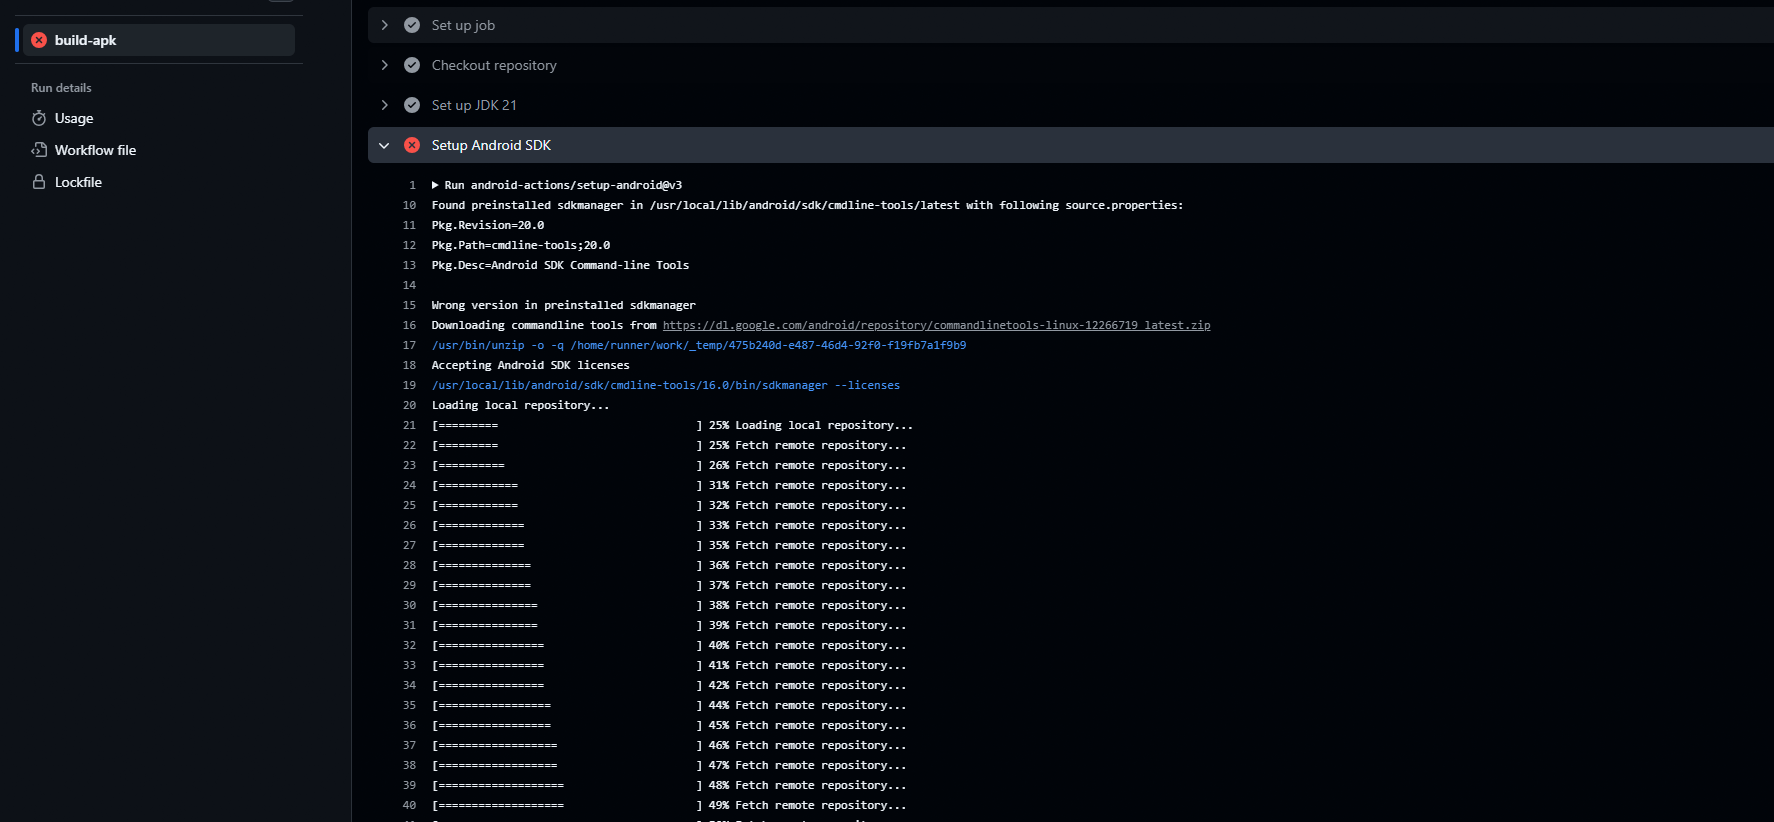 build-apk
Run details
Usage
Workflow file
Lockfile
Set up job
Checkout repository
Set up JDK 21
Setup Android SDK
1 Run android-actions/setup-android@v3
10 Found preinstalled sdkmanager in /usr/local/lib/android/sdk/cmdline-tools/latest with following source.properties:
11 Pkg.Revision=20.0
12 Pkg.Path=cmdline-tools;20.0
13 Pkg.Desc=Android SDK Command-line Tools
14
15 Wrong version in preinstalled sdkmanager
16 Downloading commandline tools from https://dl.google.com/android/repository/commandlinetools-linux-12266719_latest.zip
17 /usr/bin/unzip -o -q /home/runner/work/_temp/475b240d-e487-46d4-92f0-f19fb7a1f9b9
18 Accepting Android SDK licenses
19 /usr/local/lib/android/sdk/cmdline-tools/16.0/bin/sdkmanager --licenses
20 Loading local repository...
21 [=========                              ] 25% Loading local repository...
22 [=========                              ] 25% Fetch remote repository...
23 [==========                             ] 26% Fetch remote repository...
24 [============                           ] 31% Fetch remote repository...
25 [============                           ] 32% Fetch remote repository...
26 [=============                          ] 33% Fetch remote repository...
27 [=============                          ] 35% Fetch remote repository...
28 [==============                         ] 36% Fetch remote repository...
29 [==============                         ] 37% Fetch remote repository...
30 [===============                        ] 38% Fetch remote repository...
31 [===============                        ] 39% Fetch remote repository...
32 [================                       ] 40% Fetch remote repository...
33 [================                       ] 41% Fetch remote repository...
34 [================                       ] 42% Fetch remote repository...
35 [=================                      ] 44% Fetch remote repository...
36 [=================                      ] 45% Fetch remote repository...
37 [==================                     ] 46% Fetch remote repository...
38 [==================                     ] 47% Fetch remote repository...
39 [===================                    ] 48% Fetch remote repository...
40 [===================                    ] 49% Fetch remote repository...